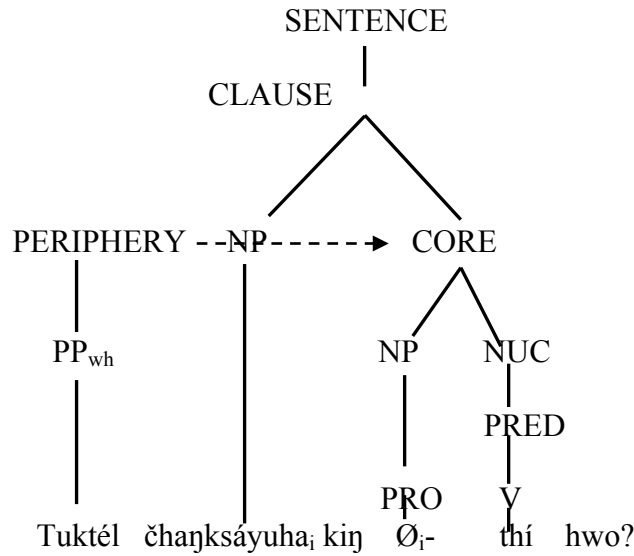 SENTENCE
CLAUSE
PERIPHERY NP CORE
PPwh NP NUC
PRED
PRO V
Tuktél čhaŋksáyuhai kiŋ Øi- thí hwo?